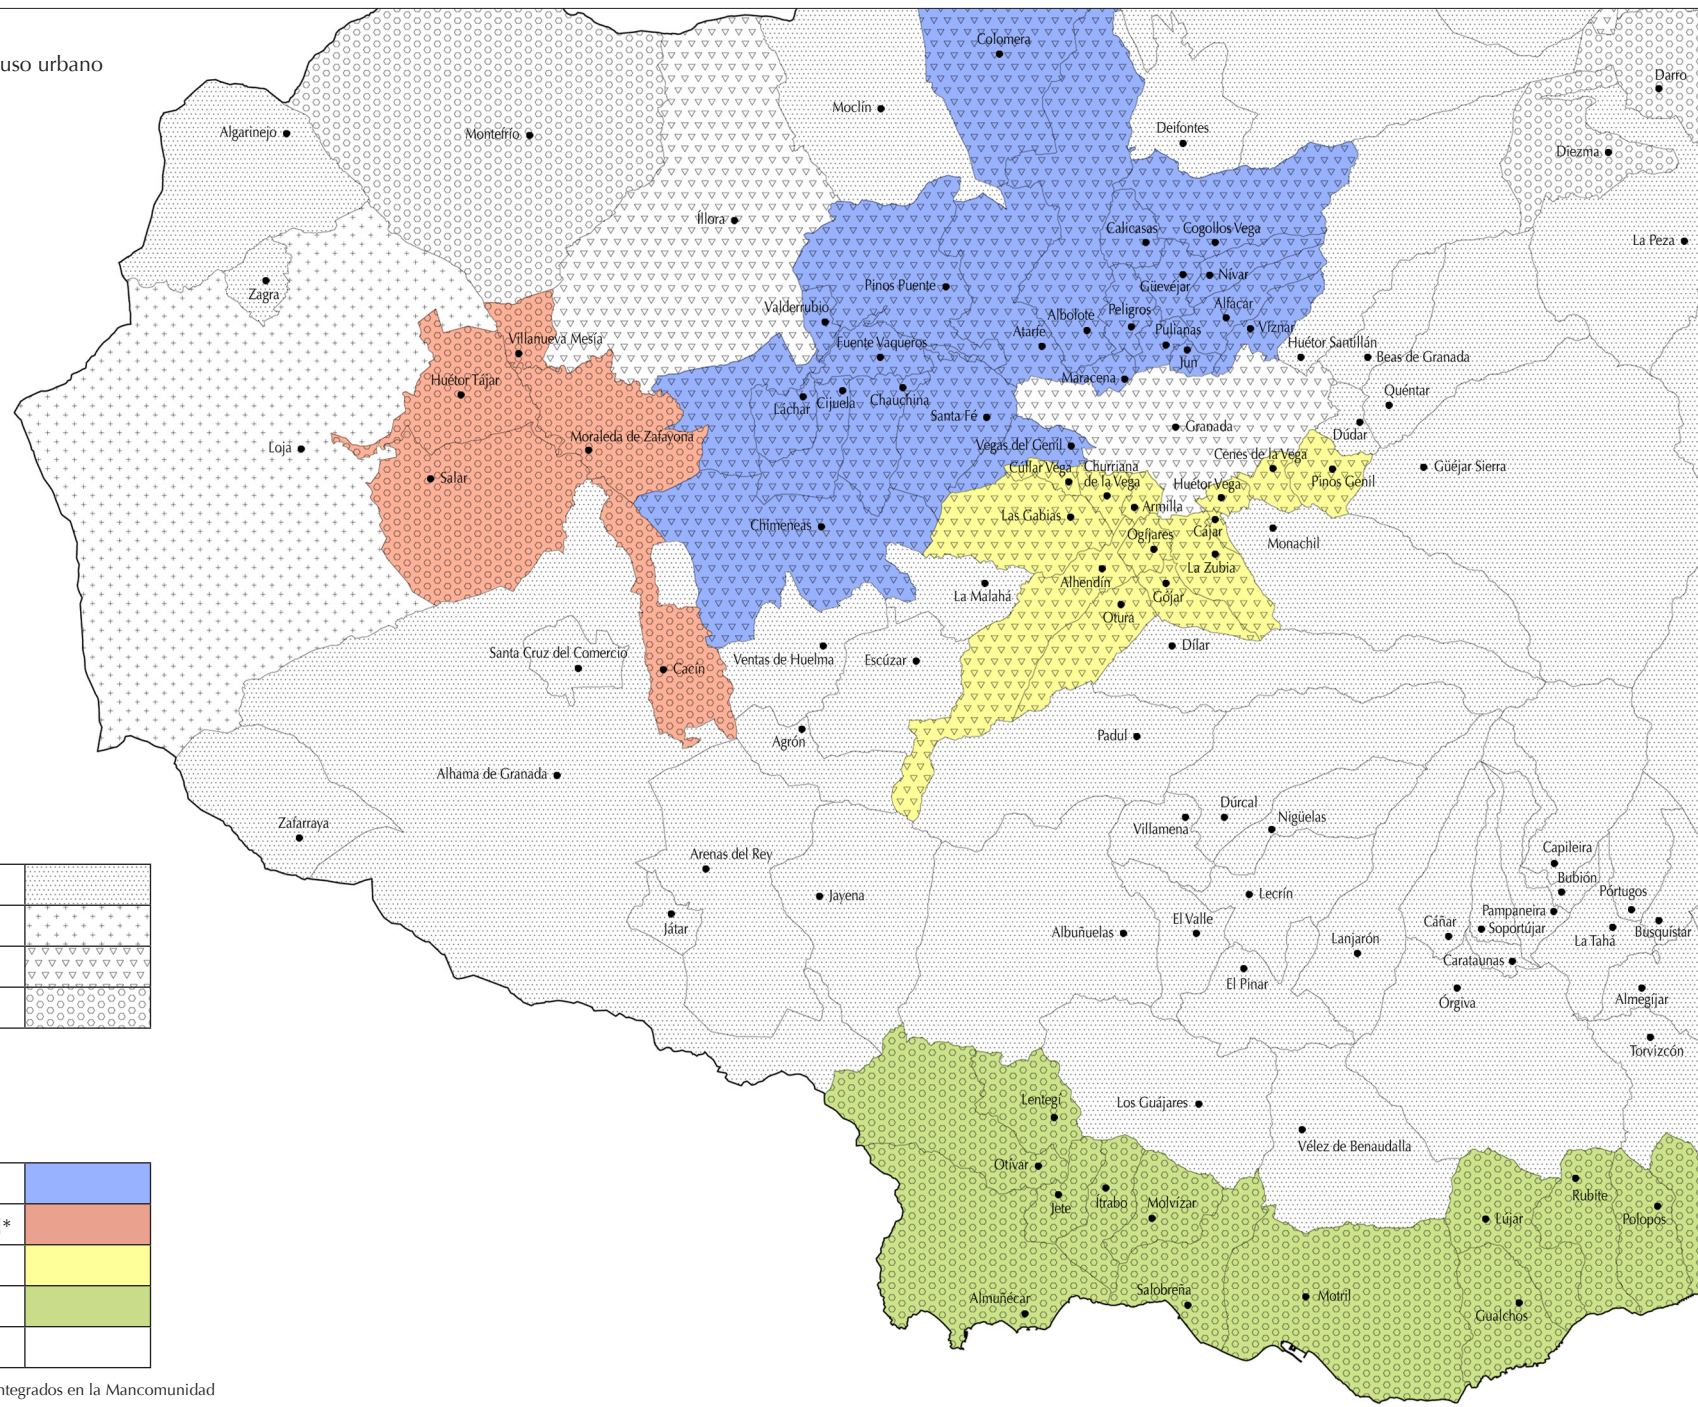 uso urbano
Colomera
Darro
Moclín
Algarinejo
Montefrío
Deifontes
Diezma
Íllora
Calicasas
Cogollos Vega
La Peza
Zagra
Pinos Puente
Güevéjar
Nívar
Valderrubio
Albolote
Peligros
Alfacar
Atarfe
Pulianas
Víznar
Villanueva Mesía
Fuente Vaqueros
Jun
Huétor Santillán
Beas de Granada
Huétor Tájar
Maracena
Quéntar
Láchar
Cijuela
Chauchina
Santa Fé
Granada
Dúdar
Loja
Moraleda de Zafayona
Vegas del Genil
Cenes de la Vega
Güéjar Sierra
Salar
Cullar Vega
Churriana
de la Vega
Huétor Vega
Pinos Genil
Las Gabias
Armilla
Chimeneas
Ogíjares
Cájar
Monachil
La Zubia
Alhendín
Gójar
La Malahá
Otura
Santa Cruz del Comercio
Cacín
Ventas de Huelma
Escúzar
Dílar
Agrón
Padul
Alhama de Granada
Zafarraya
Dúrcal
Villamena
Nigüelas
Arenas del Rey
Capileira
Bubión
Jayena
Lecrín
Pórtugos
Játar
El Valle
Albuñuelas
Cáñar
Pampaneira
Soportújar
La Tahá
Busquístar
Lanjarón
Carataunas
El Pinar
Órgiva
Almegíjar
Torvizcón
Lentegí
Los Guájares
Vélez de Benaudalla
Otívar
Jete
Ítrabo
Molvízar
Rubite
Lújar
Polopos
*
Almuñécar
Salobreña
Motril
Gualchos
ntegrados en la Mancomunidad